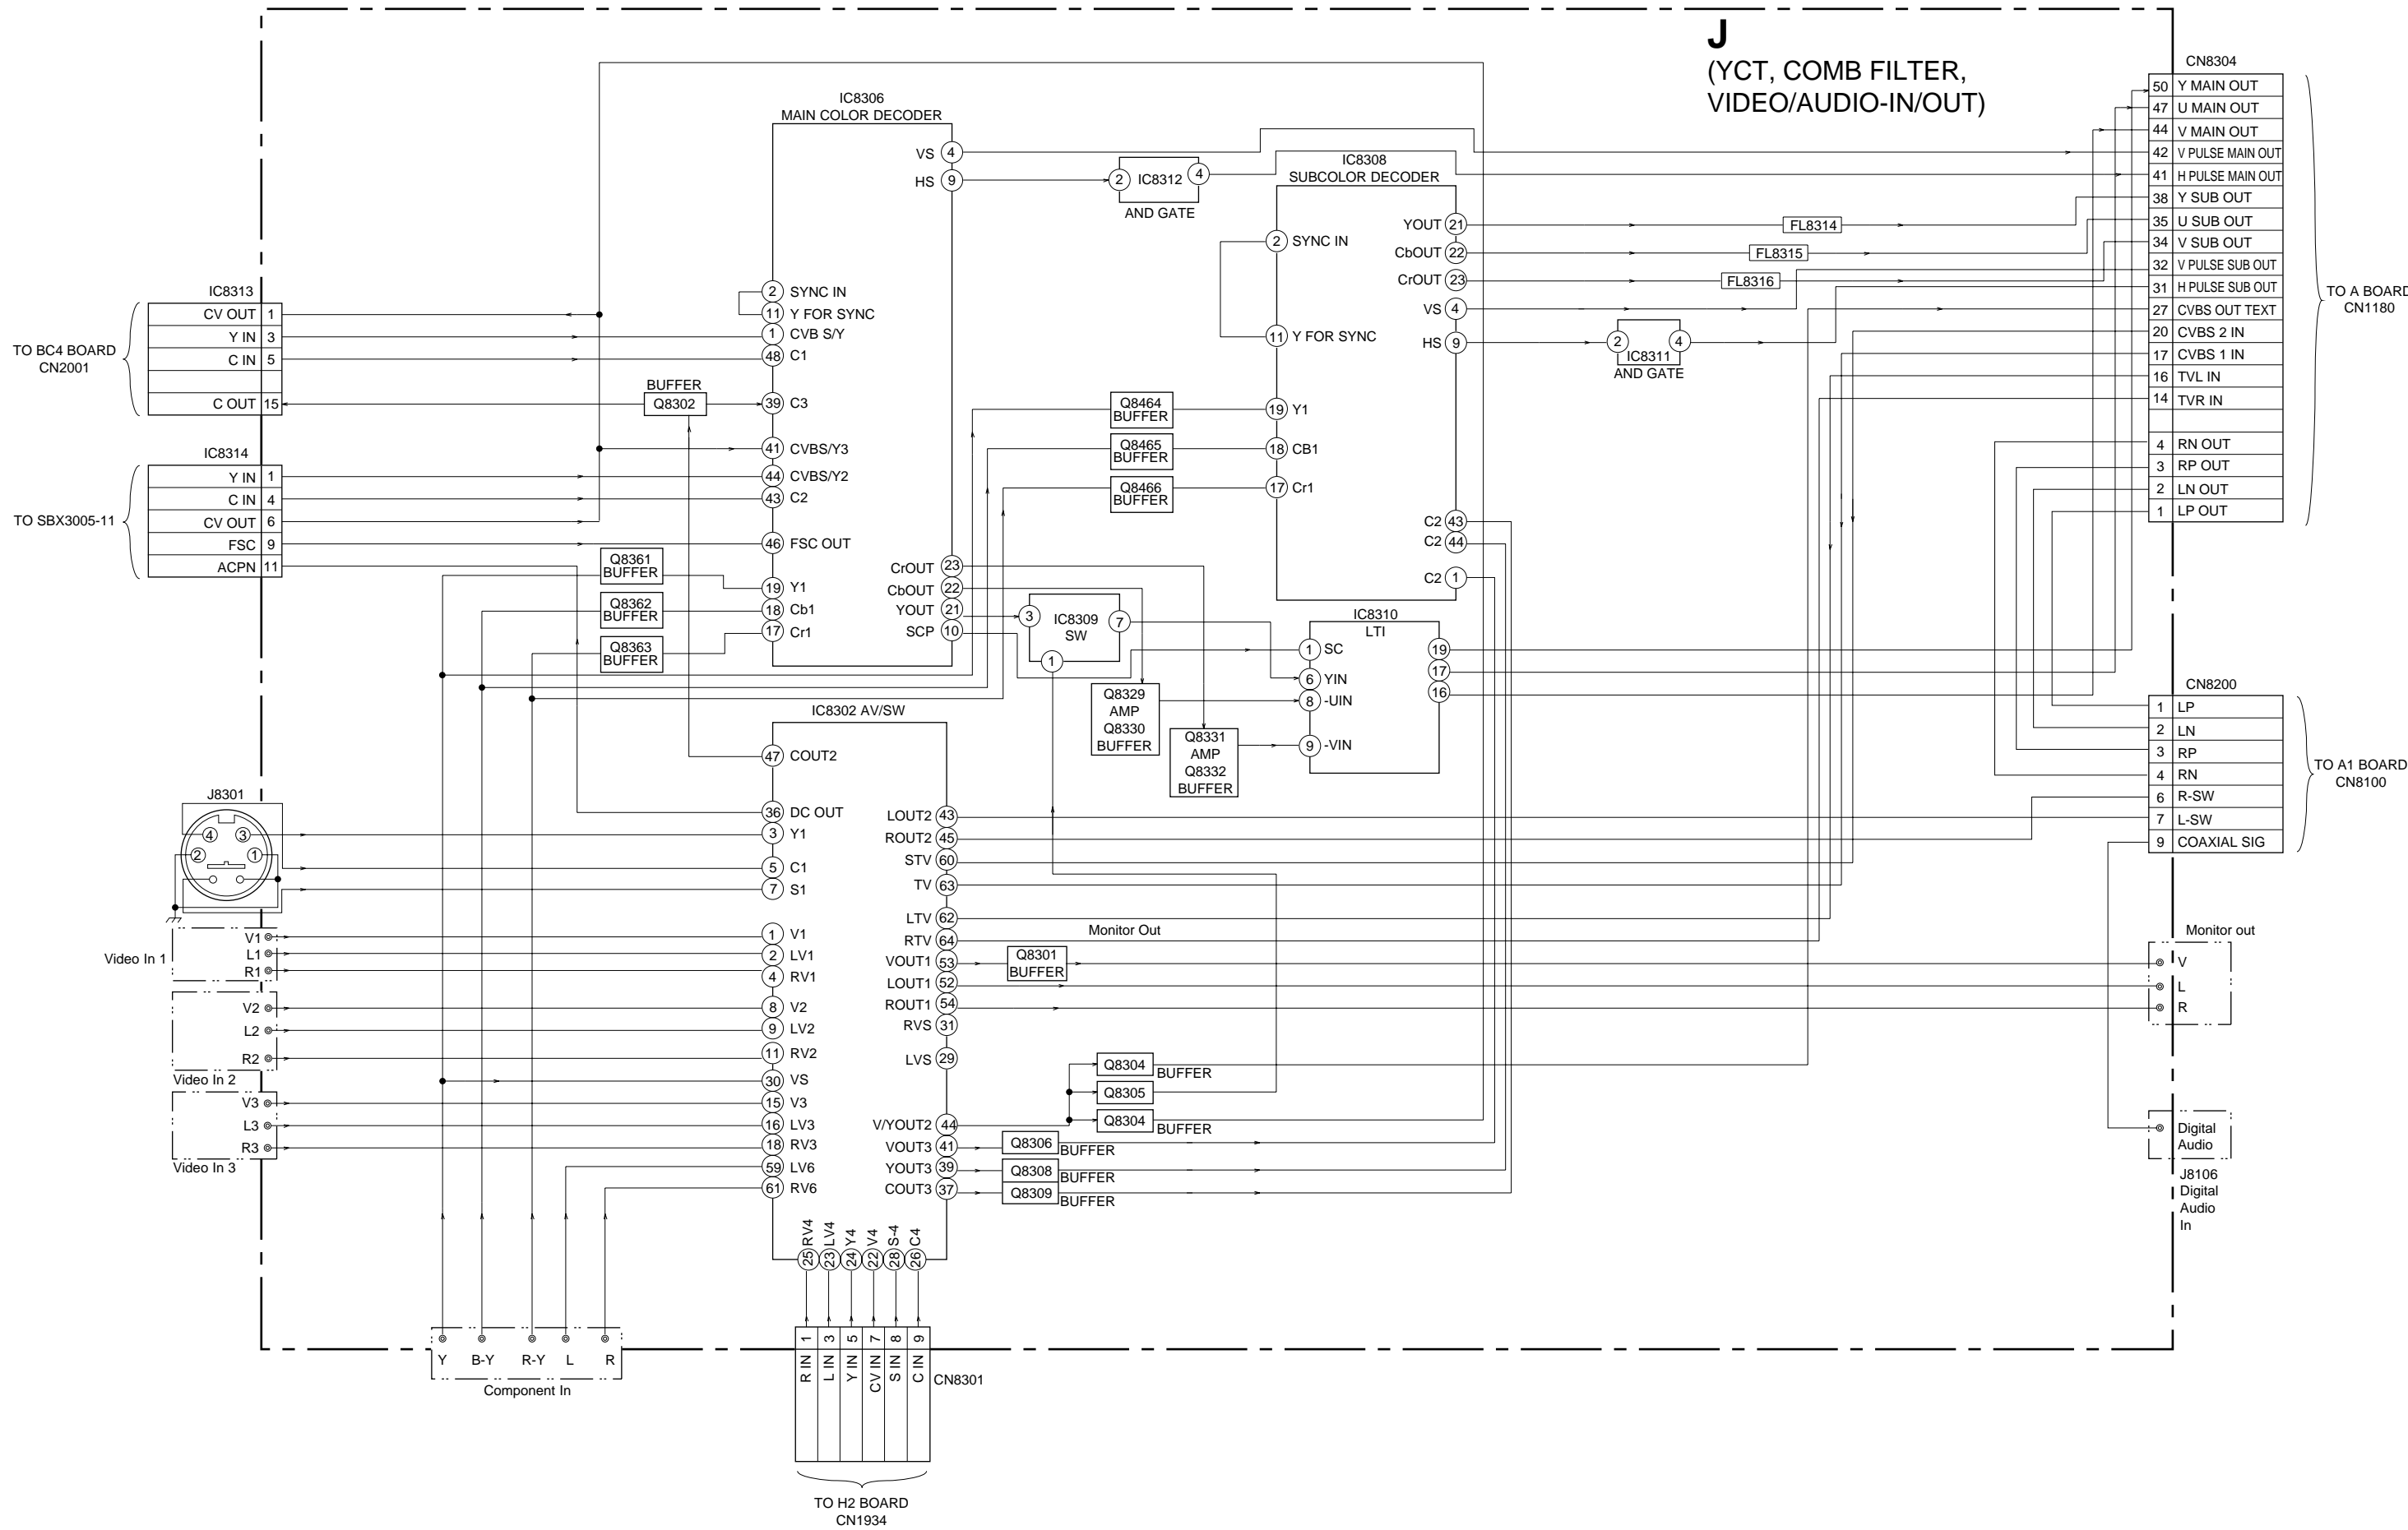 J
(YCT, COMB FILTER,
VIDEO/AUDIO-IN/OUT)
IC8306
MAIN COLOR DECODER
VS 4
HS 9
2 SYNC IN
11 Y FOR SYNC
1 CVB S/Y
48 C1
39 C3
41 CVBS/Y3
44 CVBS/Y2
43 C2
46 FSC OUT
19 Y1
18 Cb1
17 Cr1
CrOUT 23
CbOUT 22
YOUT 21
SCP 10
2 IC8312 4
AND GATE
IC8308
SUBCOLOR DECODER
2 SYNC IN
11 Y FOR SYNC
19 Y1
18 CB1
17 Cr1
YOUT 21
CbOUT 22
CrOUT 23
VS 4
HS 9
C2 43
C2 44
C2 1
FL8314
FL8315
FL8316
2 IC8311 4
AND GATE
CN8304
50 Y MAIN OUT
47 U MAIN OUT
44 V MAIN OUT
42 V PULSE MAIN OUT
41 H PULSE MAIN OUT
38 Y SUB OUT
35 U SUB OUT
34 V SUB OUT
32 V PULSE SUB OUT
31 H PULSE SUB OUT
27 CVBS OUT TEXT
20 CVBS 2 IN
17 CVBS 1 IN
16 TVL IN
14 TVR IN
4 RN OUT
3 RP OUT
2 LN OUT
1 LP OUT
TO A BOARD
CN1180
IC8313
CV OUT 1
Y IN 3
C IN 5
C OUT 15
TO BC4 BOARD
CN2001
IC8314
Y IN 1
C IN 4
CV OUT 6
FSC 9
ACPN 11
TO SBX3005-11
BUFFER
Q8302
Q8361
BUFFER
Q8362
BUFFER
Q8363
BUFFER
Q8464
BUFFER
Q8465
BUFFER
Q8466
BUFFER
3 IC8309 7
SW
1
IC8310
LTI
1 SC
6 YIN
8 -UIN
9 -VIN
19
17
16
Q8329
AMP
Q8330
BUFFER
Q8331
AMP
Q8332
BUFFER
CN8200
1 LP
2 LN
3 RP
4 RN
6 R-SW
7 L-SW
9 COAXIAL SIG
TO A1 BOARD
CN8100
IC8302 AV/SW
47 COUT2
36 DC OUT
3 Y1
5 C1
7 S1
1 V1
2 LV1
4 RV1
8 V2
9 LV2
11 RV2
30 VS
15 V3
16 LV3
18 RV3
59 LV6
61 RV6
LOUT2 43
ROUT2 45
STV 60
TV 63
LTV 62
RTV 64
VOUT1 53
LOUT1 52
ROUT1 54
RVS 31
LVS 29
V/YOUT2 44
VOUT3 41
YOUT3 39
COUT3 37
25 RV4
23 LV4
24 Y4
22 V4
28 S-4
26 C4
J8301
4 3
2 1
Video In 1
V1
L1
R1
V2
L2
R2
Video In 2
V3
L3
R3
Video In 3
Monitor Out
Q8301
BUFFER
Q8304
BUFFER
Q8305
Q8304
BUFFER
Q8306
BUFFER
Q8308
BUFFER
Q8309
BUFFER
Monitor out
V
L
R
Digital
Audio
J8106
Digital
Audio
In
Y B-Y R-Y L R
Component In
R IN 1
L IN 3
Y IN 5
CV IN 7
S IN 8
C IN 9
CN8301
TO H2 BOARD
CN1934